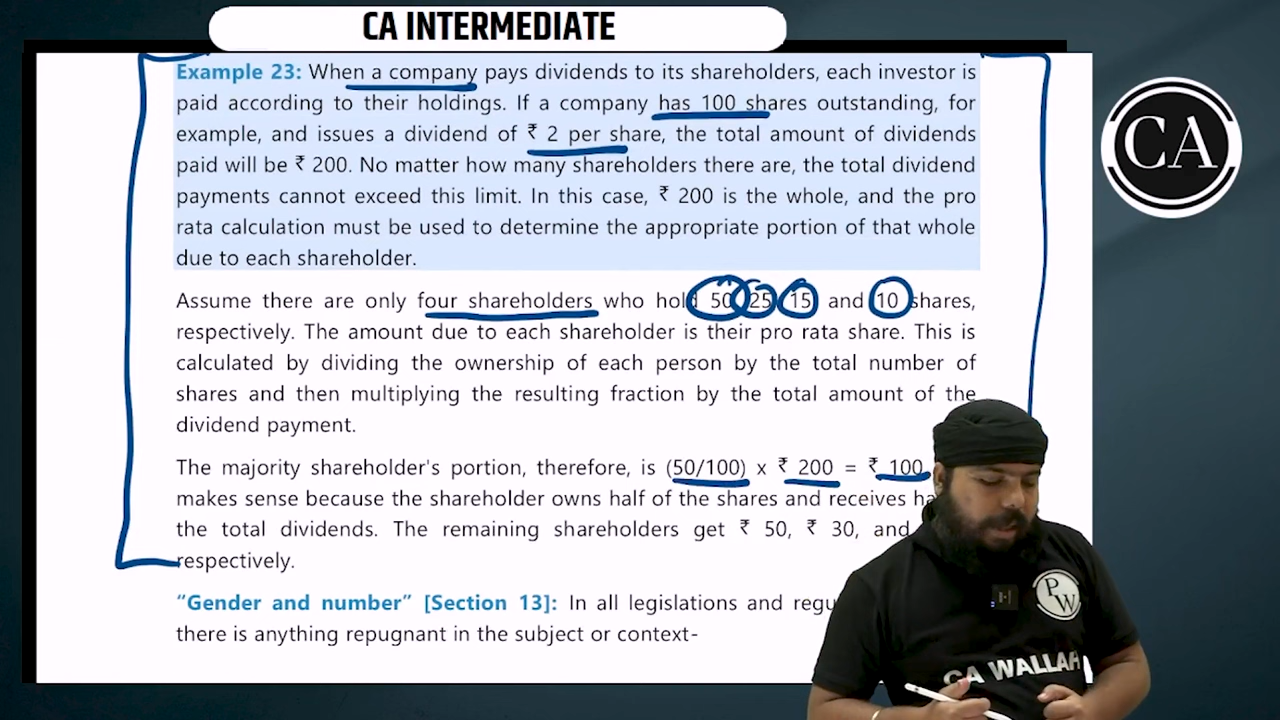 CA INTERMEDIATE
Example 23: When a company pays dividends to its shareholders, each investor is
paid according to their holdings. If a company has 100 shares outstanding, for
example, and issues a dividend of ₹ 2 per share, the total amount of dividends
paid will be ₹ 200. No matter how many shareholders there are, the total dividend
payments cannot exceed this limit. In this case, ₹ 200 is the whole, and the pro
rata calculation must be used to determine the appropriate portion of that whole
due to each shareholder.
Assume there are only four shareholders who hold 50, 25, 15, and 10 shares,
respectively. The amount due to each shareholder is their pro rata share. This is
calculated by dividing the ownership of each person by the total number of
shares and then multiplying the resulting fraction by the total amount of the
dividend payment.
The majority shareholder's portion, therefore, is (50/100) x ₹ 200 = ₹ 100
makes sense because the shareholder owns half of the shares and receives
the total dividends. The remaining shareholders get ₹ 50, ₹ 30, and
respectively.
“Gender and number” [Section 13]: In all legislations and
there is anything repugnant in the subject or context-
CA
PW
CA WALLAH